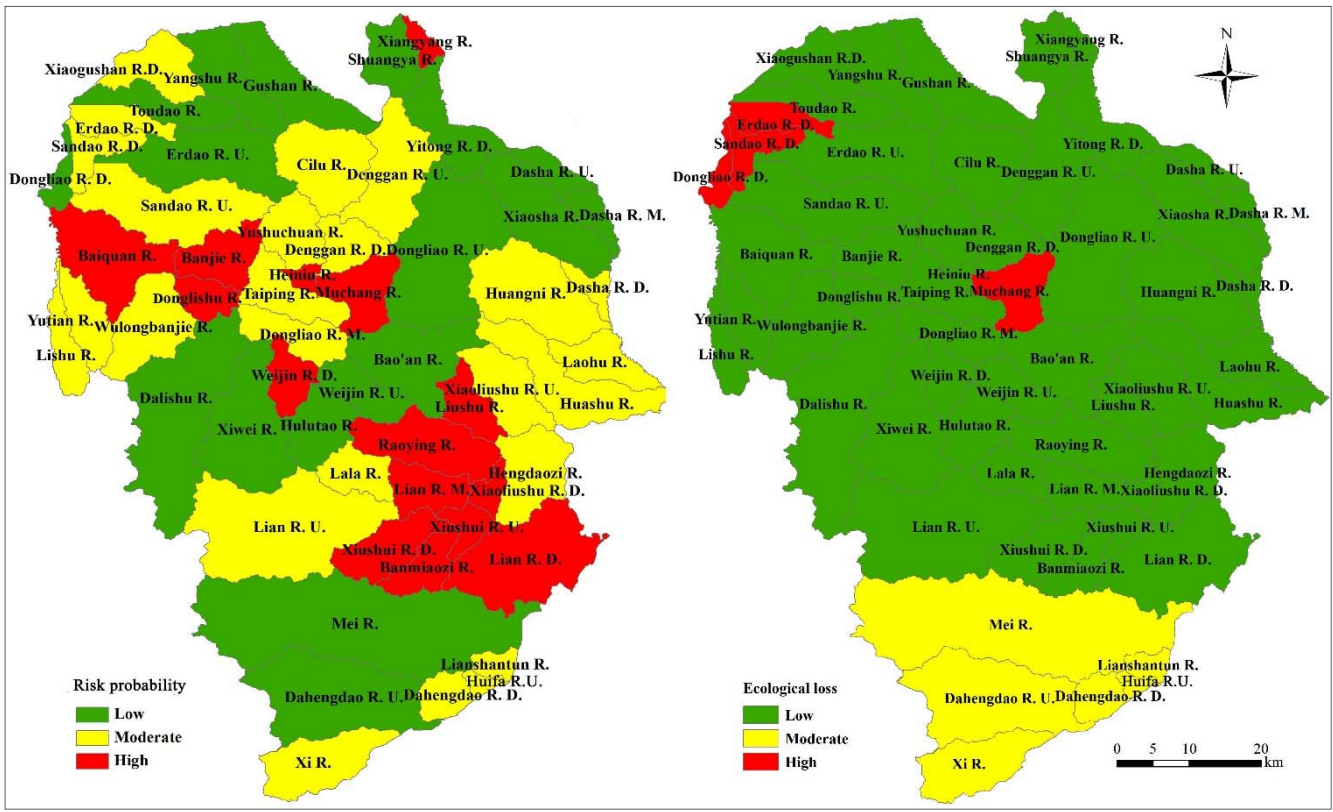 Xiangyang R.
Shuangya R.
Xiaogushan R.D.
Yangshu R.
Gushan R.
Toudao R.
Erdao R. D.
Sandao R. D.
Erdao R. U.
Cilu R.
Yitong R. D.
Denggan R. U.
Dasha R. U.
Dongliao R. D.
Sandao R. U.
Xiaosha R.
Dasha R. M.
Yushuchuan R.
Denggan R. D.
Dongliao R. U.
Baiquan R.
Banjie R.
Heiniu R.
Dasha R. D.
Taiping R.
Muchang R.
Huangni R.
Donglishu R.
Yutian R.
Wulongbanjie R.
Dongliao R. M.
Lishu R.
Bao'an R.
Laohu R.
Weijin R. D.
Weijin R. U.
Xiaoliushu R. U.
Dalishu R.
Liushu R.
Huashu R.
Xiwei R.
Hulutao R.
Raoying R.
Lala R.
Hengdaozi R.
Lian R. M.
Xiaoliushu R. D.
Lian R. U.
Xiushui R. U.
Xiushui R. D.
Lian R. D.
Banmiaozi R.
Mei R.
Lianshantun R.
Huifa R.U.
Dahengdao R. U.
Dahengdao R. D.
Xi R.
Risk probability
Low
Moderate
High
N
Xiangyang R.
Shuangya R.
Xiaogushan R.D.
Yangshu R.
Gushan R.
Toudao R.
Erdao R. D.
Sandao R. D.
Erdao R. U.
Yitong R. D.
Cilu R.
Denggan R. U.
Dasha R. U.
Dongliao R. D.
Sandao R. U.
Xiaosha R.
Dasha R. M.
Yushuchuan R.
Dongliao R. U.
Denggan R. D.
Baiquan R.
Banjie R.
Heiniu R.
Dasha R. D.
Taiping R.
Muchang R.
Huangni R.
Donglishu R.
Yutian R.
Wulongbanjie R.
Dongliao R. M.
Lishu R.
Bao'an R.
Laohu R.
Weijin R. D.
Weijin R. U.
Xiaoliushu R. U.
Dalishu R.
Liushu R.
Huashu R.
Xiwei R.
Hulutao R.
Raoying R.
Lala R.
Hengdaozi R.
Lian R. M.
Xiaoliushu R. D.
Lian R. U.
Xiushui R. U.
Xiushui R. D.
Lian R. D.
Banmiaozi R.
Mei R.
Lianshantun R.
Huifa R.U.
Dahengdao R. U.
Dahengdao R. D.
Xi R.
Ecological loss
Low
Moderate
High
0 5 10 20
km